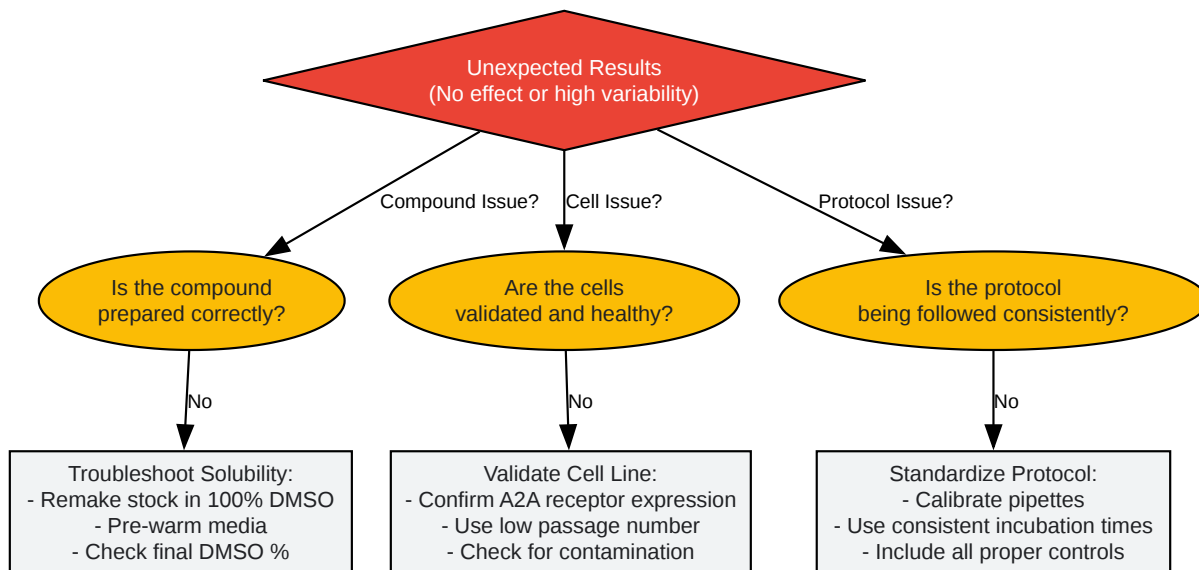 Unexpected Results
(No effect or high variability)
Compound Issue?
Cell Issue?
Protocol Issue?
Is the compound
prepared correctly?
Are the cells
validated and healthy?
Is the protocol
being followed consistently?
No
No
No
Troubleshoot Solubility:
- Remake stock in 100% DMSO
- Pre-warm media
- Check final DMSO %
Validate Cell Line:
- Confirm A2A receptor expression
- Use low passage number
- Check for contamination
Standardize Protocol:
- Calibrate pipettes
- Use consistent incubation times
- Include all proper controls